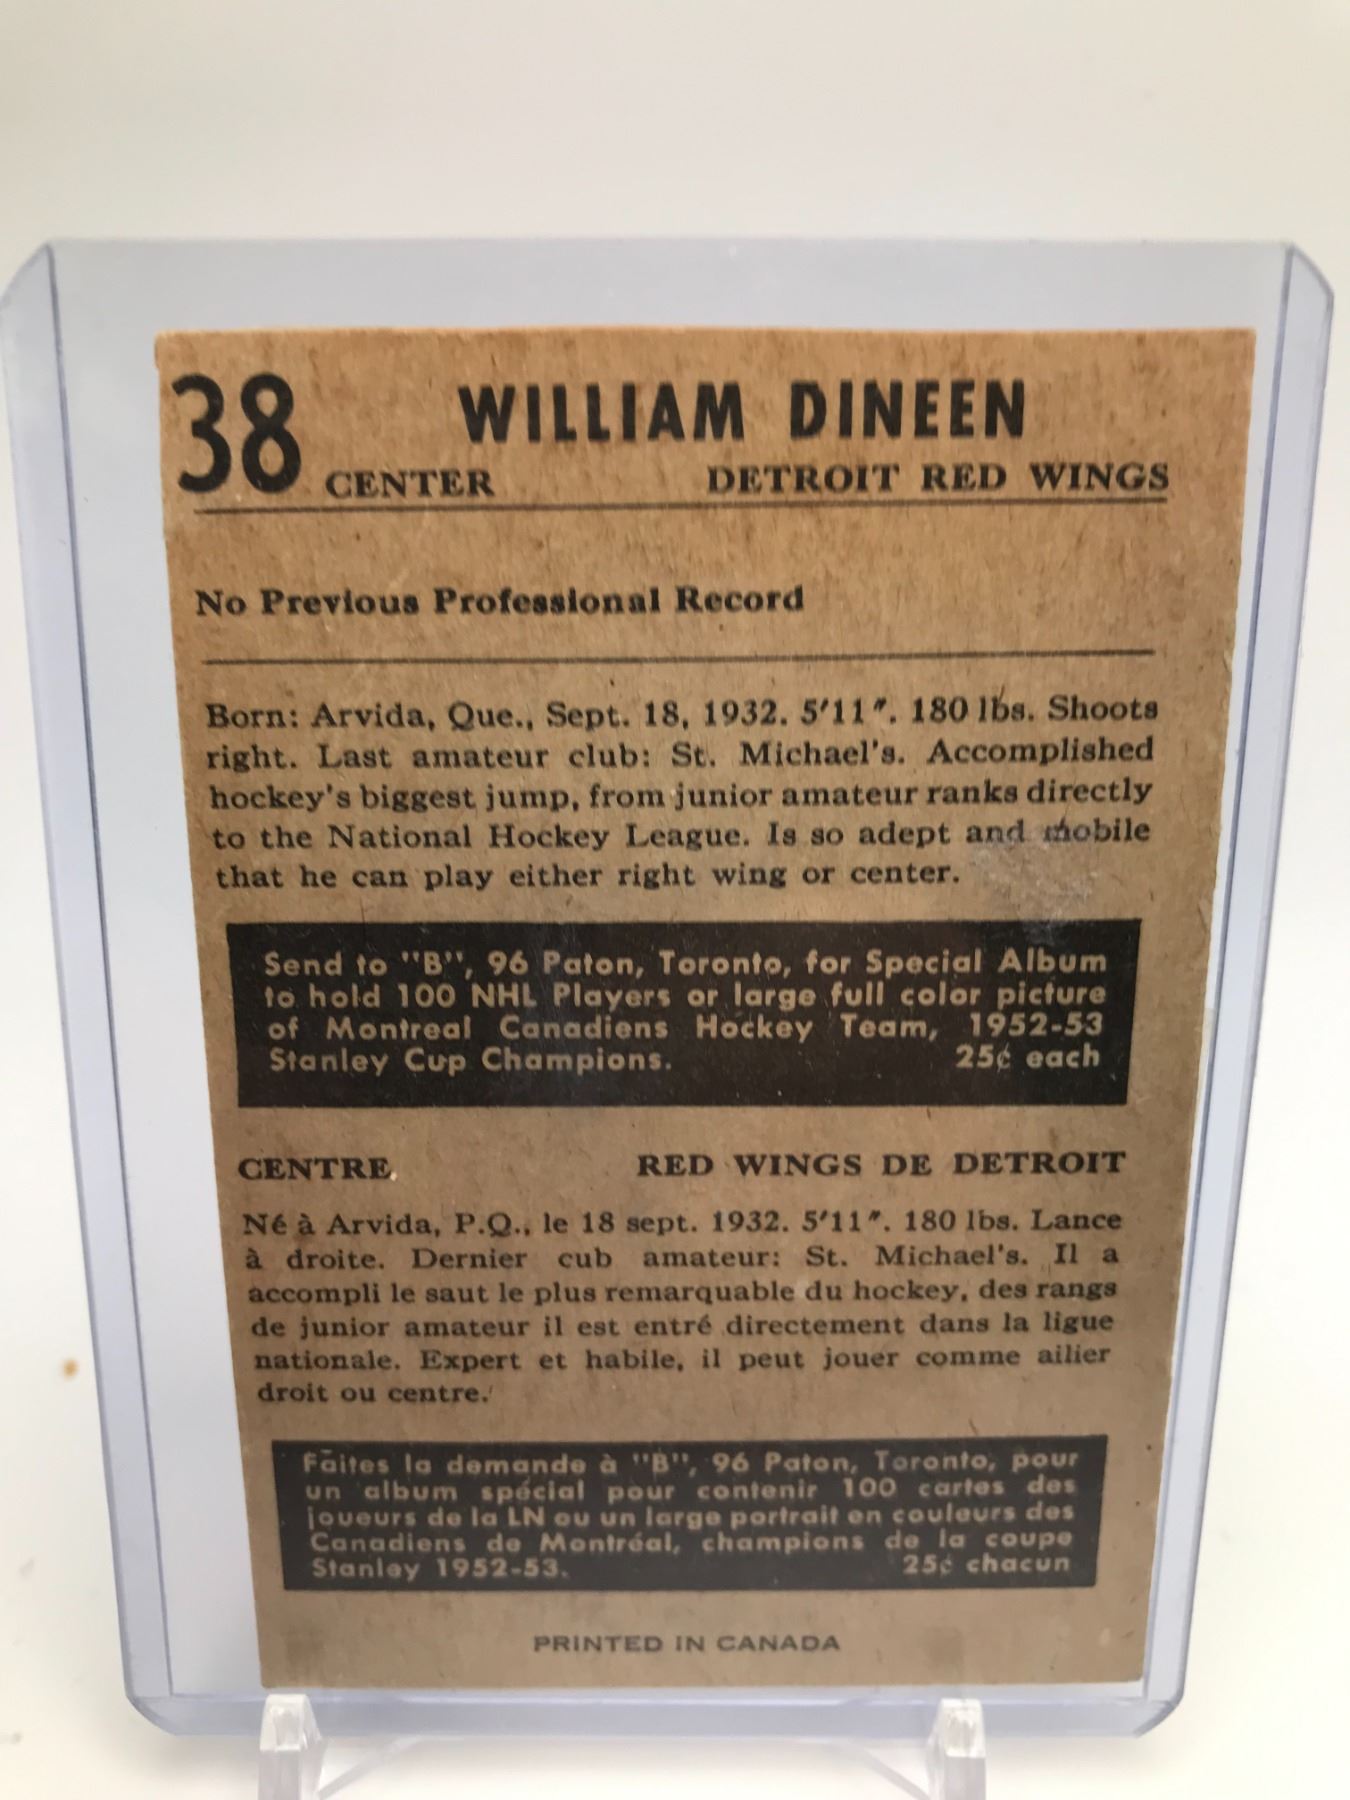 38 WILLIAM DINEEN
CENTER DETROIT RED WINGS
No Previous Professional Record
Born: Arvida, Que., Sept. 18, 1932. 5'11". 180 lbs. Shoots
right. Last amateur club: St. Michael's. Accomplished
hockey's biggest jump, from junior amateur ranks directly
to the National Hockey League. Is so adept and mobile
that he can play either right wing or center.
Send to "B", 96 Paton, Toronto, for Special Album
to hold 100 NHL Players or large full color picture
of Montreal Canadiens Hockey Team, 1952-53
Stanley Cup Champions. 25¢ each
CENTRE RED WINGS DE DETROIT
Né à Arvida, P.Q., le 18 sept. 1932. 5'11". 180 lbs. Lance
à droite. Dernier cub amateur: St. Michael's. Il a
accompli le saut le plus remarquable du hockey, des rangs
de junior amateur il est entré directement dans la ligue
nationale. Expert et habile, il peut jouer comme ailier
droit ou centre.
Faites la demande à "B", 96 Paton, Toronto, pour
un album spécial pour contenir 100 cartes des
joueurs de la LN ou un large portrait en couleurs des
Canadiens de Montréal, champions de la coupe
Stanley 1952-53. 25¢ chacun
PRINTED IN CANADA